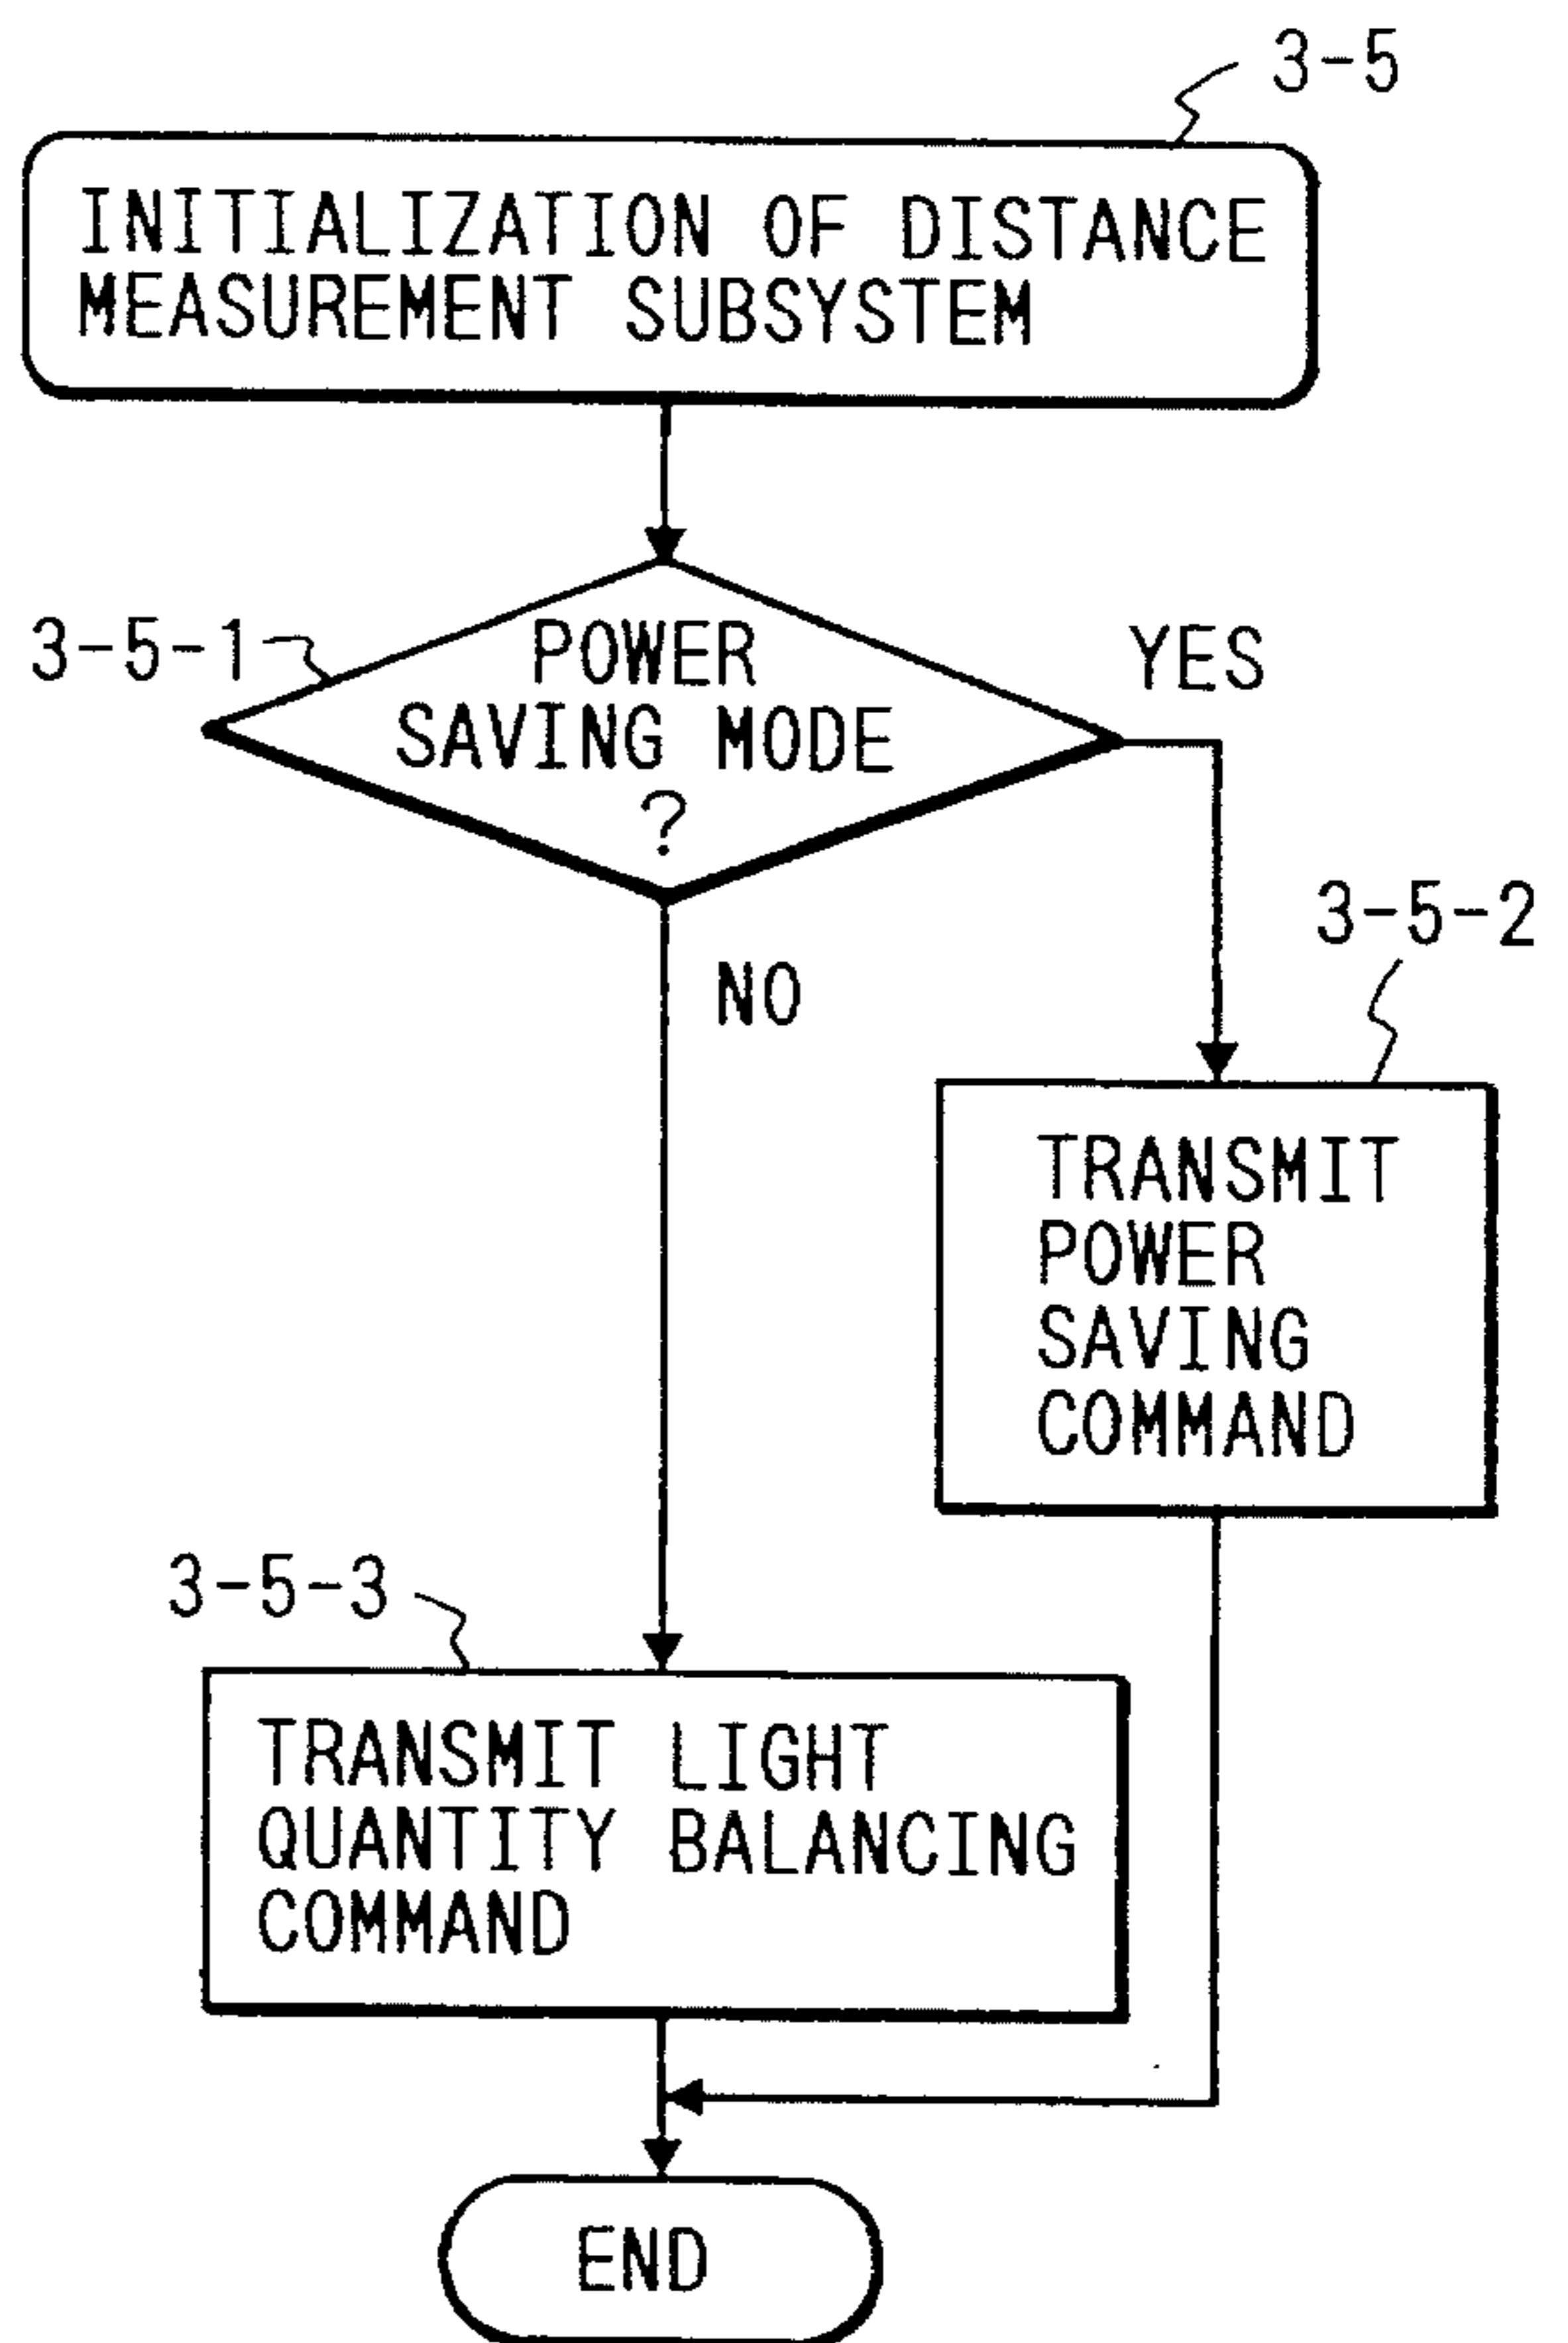 3-5
INITIALIZATION OF DISTANCE
MEASUREMENT SUBSYSTEM
3-5-1
POWER
SAVING MODE
?
YES
NO
3-5-2
TRANSMIT
POWER
SAVING
COMMAND
3-5-3
TRANSMIT LIGHT
QUANTITY BALANCING
COMMAND
END